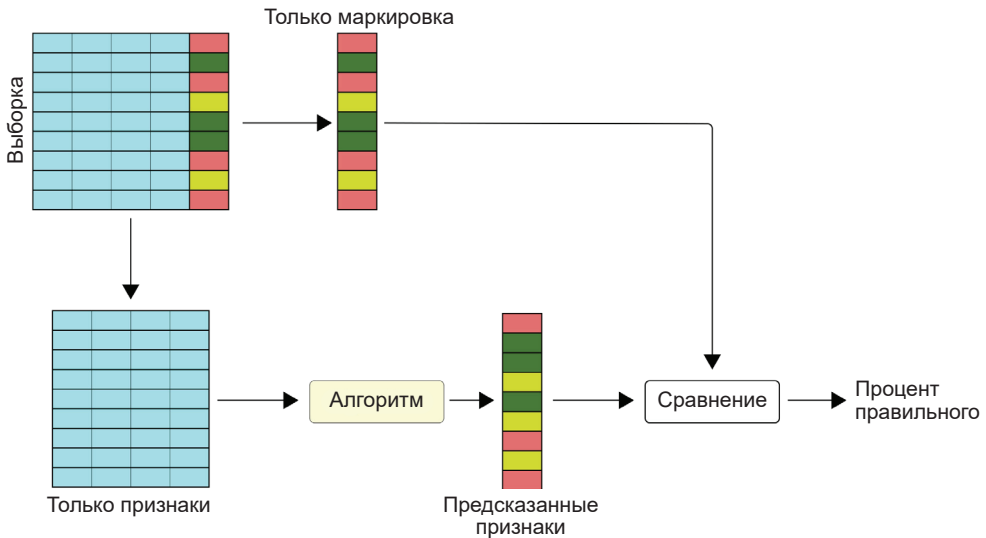 Только маркировка
Выборка
Алгоритм
Сравнение
Процент
правильного
Только признаки
Предсказанные
признаки